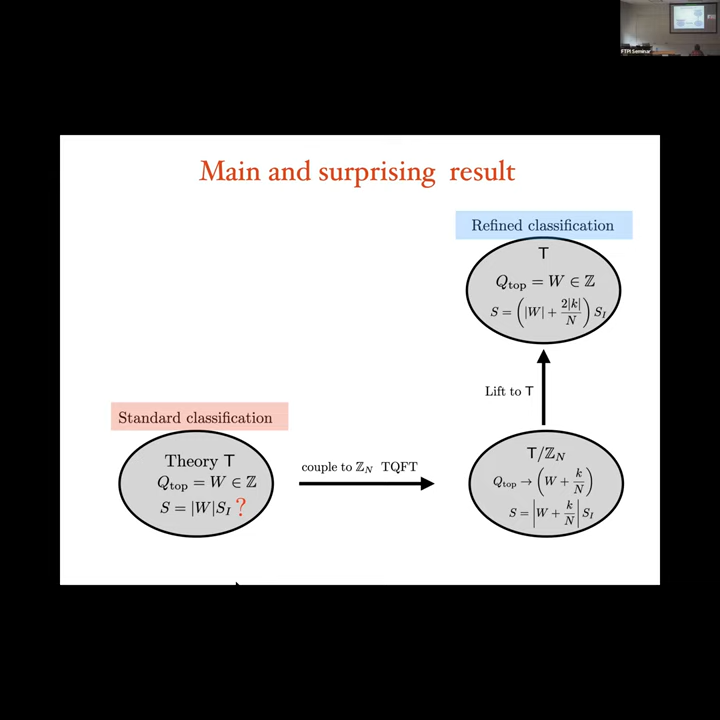 FTPI Seminar
Main and surprising result
Refined classification
T
Q_top = W ∈ ℤ
S = (|W| + 2|k|/N) S_I
Lift to T
Standard classification
Theory T
Q_top = W ∈ ℤ
S = |W|S_I ?
couple to ℤ_N TQFT
T/ℤ_N
Q_top → (W + k/N)
S = |W + k/N| S_I